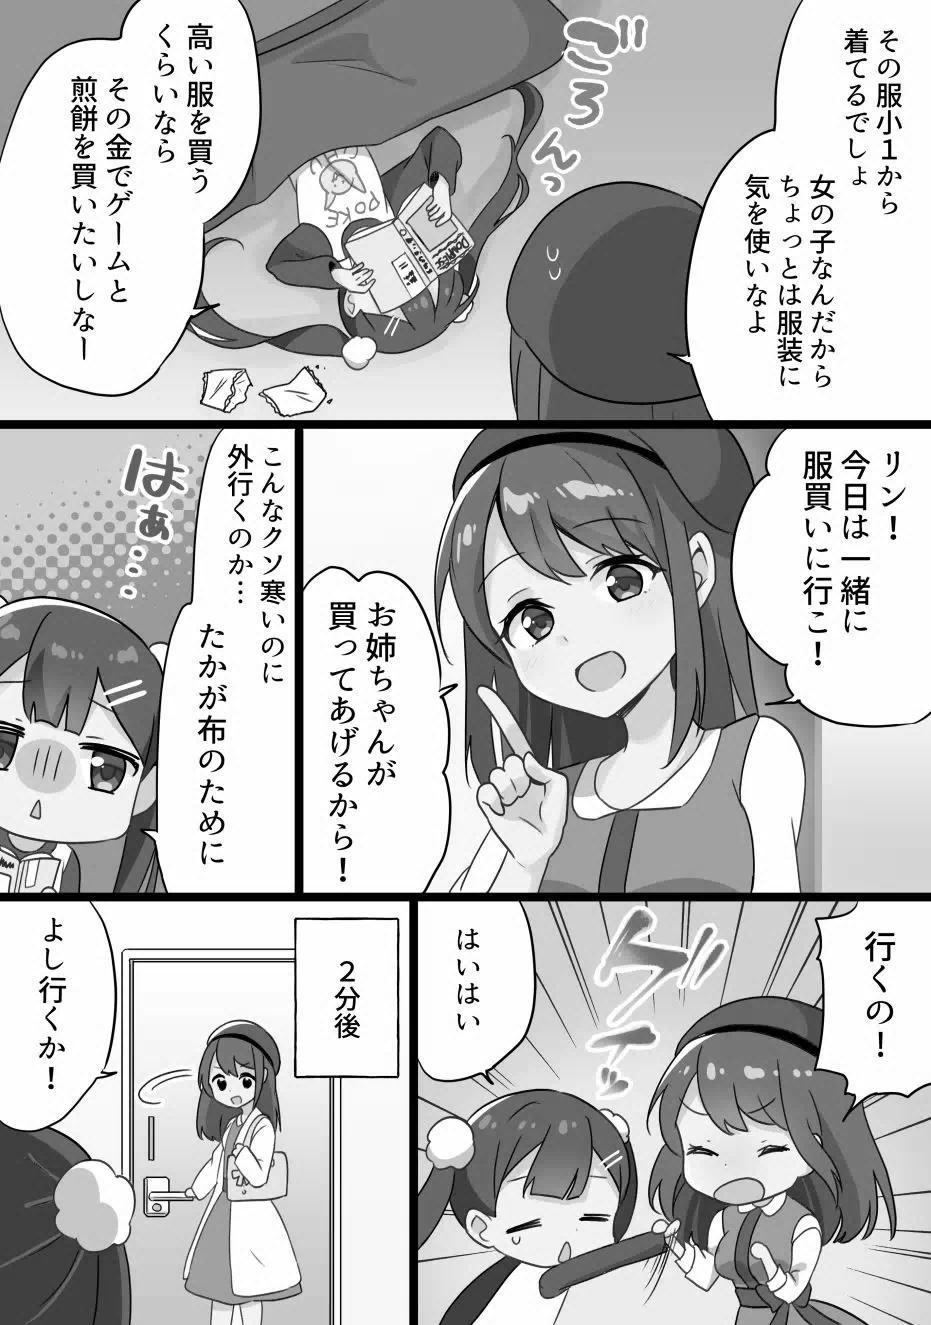 その服小1から
着てるでしょ
女の子なんだから
ちょっとは服装に
気を使いなよ
ごろんっ
高い服を買う
くらいなら
その金でゲームと
煎餅を買いたいしなー
POKE
リン！
今日は一緒に
服買いに行こ！
お姉ちゃんが
買ってあげるから！
こんなクソ寒いのに
外行くのか…
たかが布のために
はぁ…
行くの！
グイッ
はいはい
2分後
よし行くか！